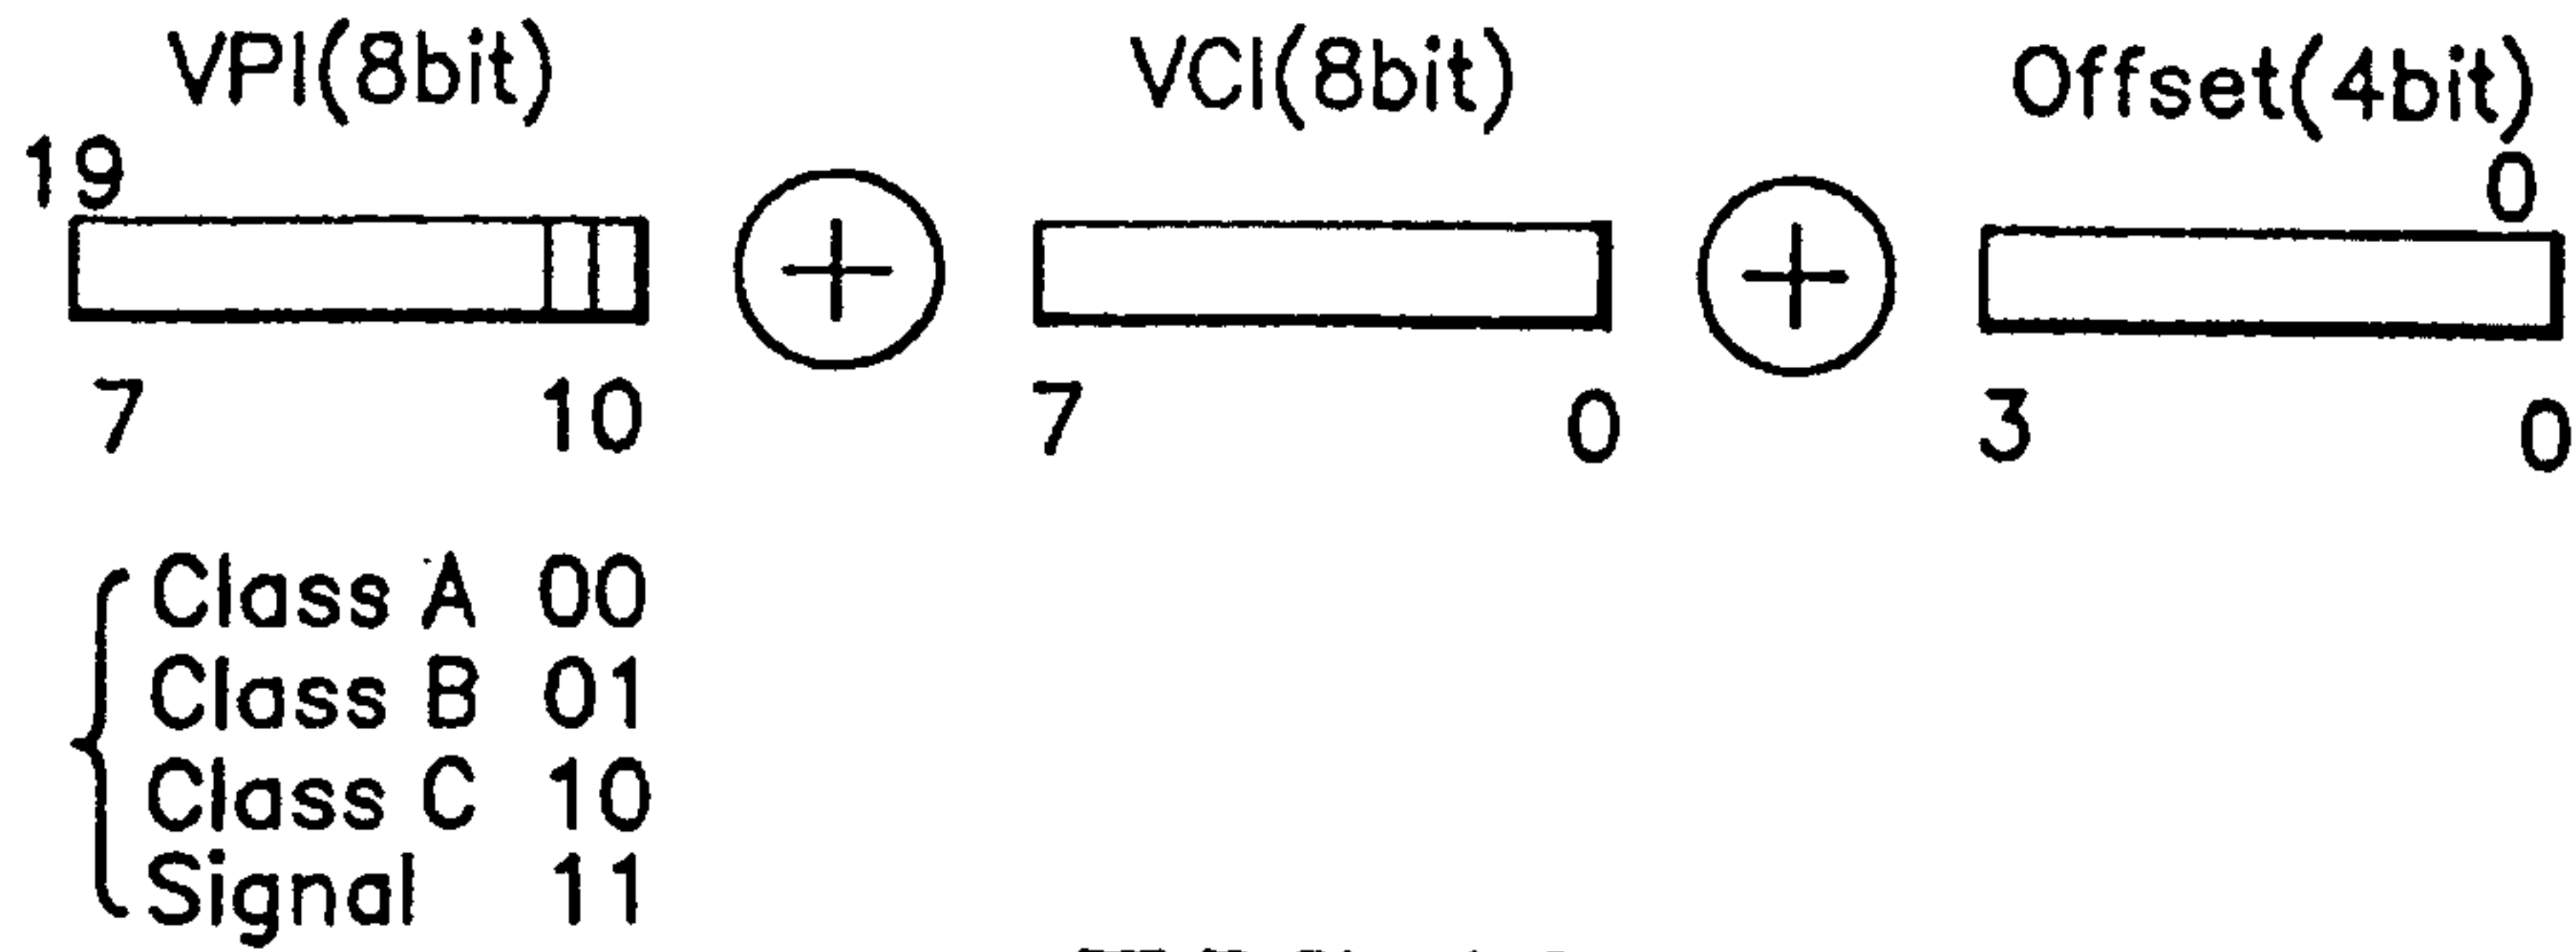 VPI(8bit) VCI(8bit) Offset(4bit)
19 0
7 10 7 0 3 0
Class A 00
Class B 01
Class C 10
Signal 11